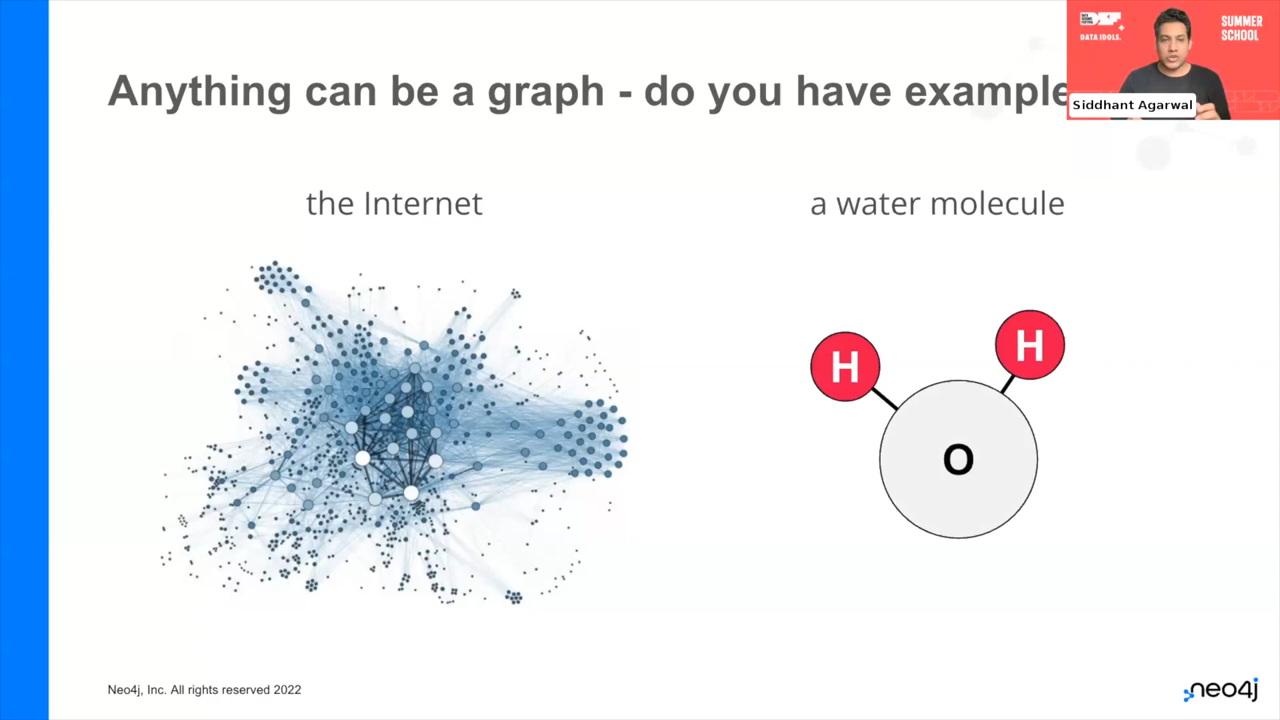 Anything can be a graph - do you have example
SUMMER
SCHOOL
DATA IDOLS.
Siddhant Agarwal
the Internet
a water molecule
H
H
O
Neo4j, Inc. All rights reserved 2022
neo4j